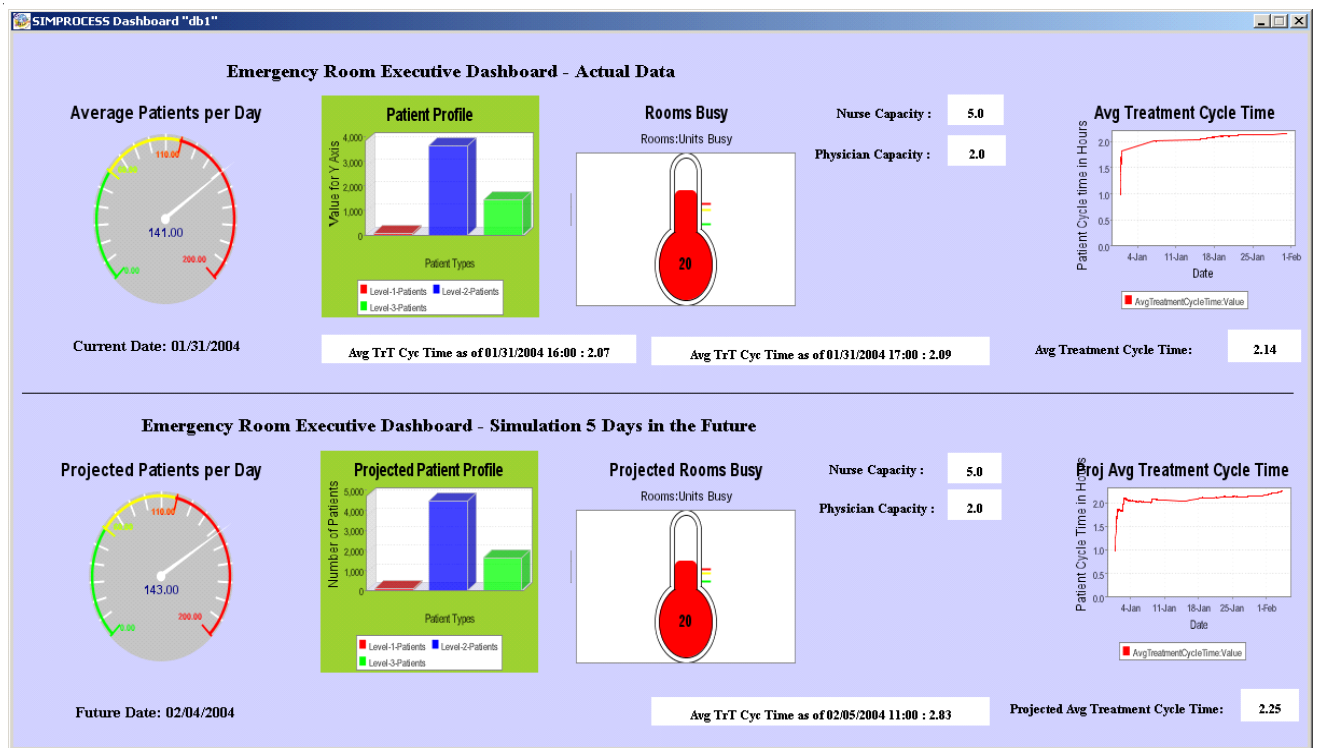 SIMPROCESS Dashboard "db1"
Emergency Room Executive Dashboard - Actual Data
Average Patients per Day
110.00
141.00
0.00
200.00
Current Date: 01/31/2004
Patient Profile
Value for Y Axis
4,000
3,000
2,000
1,000
0
Patient Types
Level-1-Patients Level-2-Patients
Level-3-Patients
Rooms Busy
Rooms:Units Busy
20
Nurse Capacity : 5.0
Physician Capacity : 2.0
Avg Treatment Cycle Time
Patient Cycle time in Hours
2.0
1.5
1.0
0.5
0.0
4-Jan 11-Jan 18-Jan 25-Jan 1-Feb
Date
AvgTreatmentCycleTime:Value
Avg TrT Cyc Time as of 01/31/2004 16:00 : 2.07
Avg TrT Cyc Time as of 01/31/2004 17:00 : 2.09
Avg Treatment Cycle Time: 2.14
Emergency Room Executive Dashboard - Simulation 5 Days in the Future
Projected Patients per Day
110.00
143.00
0.00
200.00
Future Date: 02/04/2004
Projected Patient Profile
Number of Patients
5,000
4,000
3,000
2,000
1,000
0
Patient Types
Level-1-Patients Level-2-Patients
Level-3-Patients
Projected Rooms Busy
Rooms:Units Busy
20
Nurse Capacity : 5.0
Physician Capacity : 2.0
Proj Avg Treatment Cycle Time
Patient Cycle Time in Hours
2.0
1.5
1.0
0.5
0.0
4-Jan 11-Jan 18-Jan 25-Jan 1-Feb
Date
AvgTreatmentCycleTime:Value
Avg TrT Cyc Time as of 02/05/2004 11:00 : 2.83
Projected Avg Treatment Cycle Time: 2.25